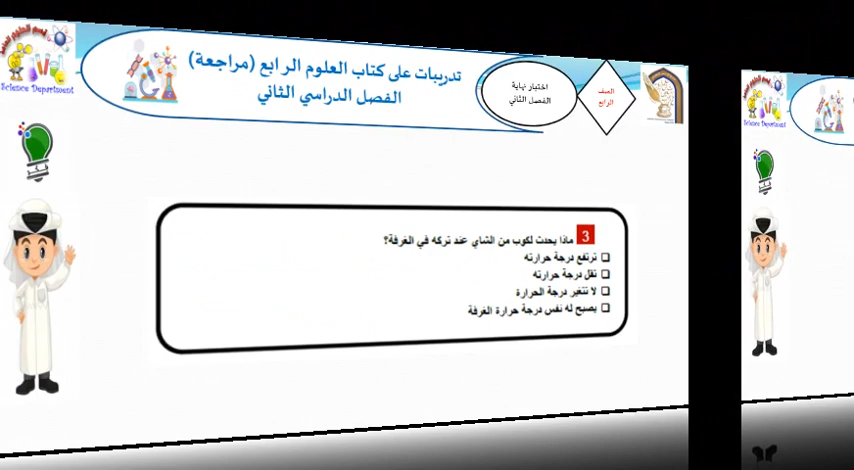 تدريبات على كتاب العلوم الرابع (مراجعة)
الفصل الدراسي الثاني
اختبار نهاية
الفصل الثاني
الصف
الرابع
Science Department
3 ماذا يحدث لكوب من الشاي عند تركه في الغرفة؟
❑ ترتفع درجة حرارته
❑ تقل درجة حرارته
❑ لا تتغير درجة الحرارة
❑ يصبح له نفس درجة حرارة الغرفة
Science Department